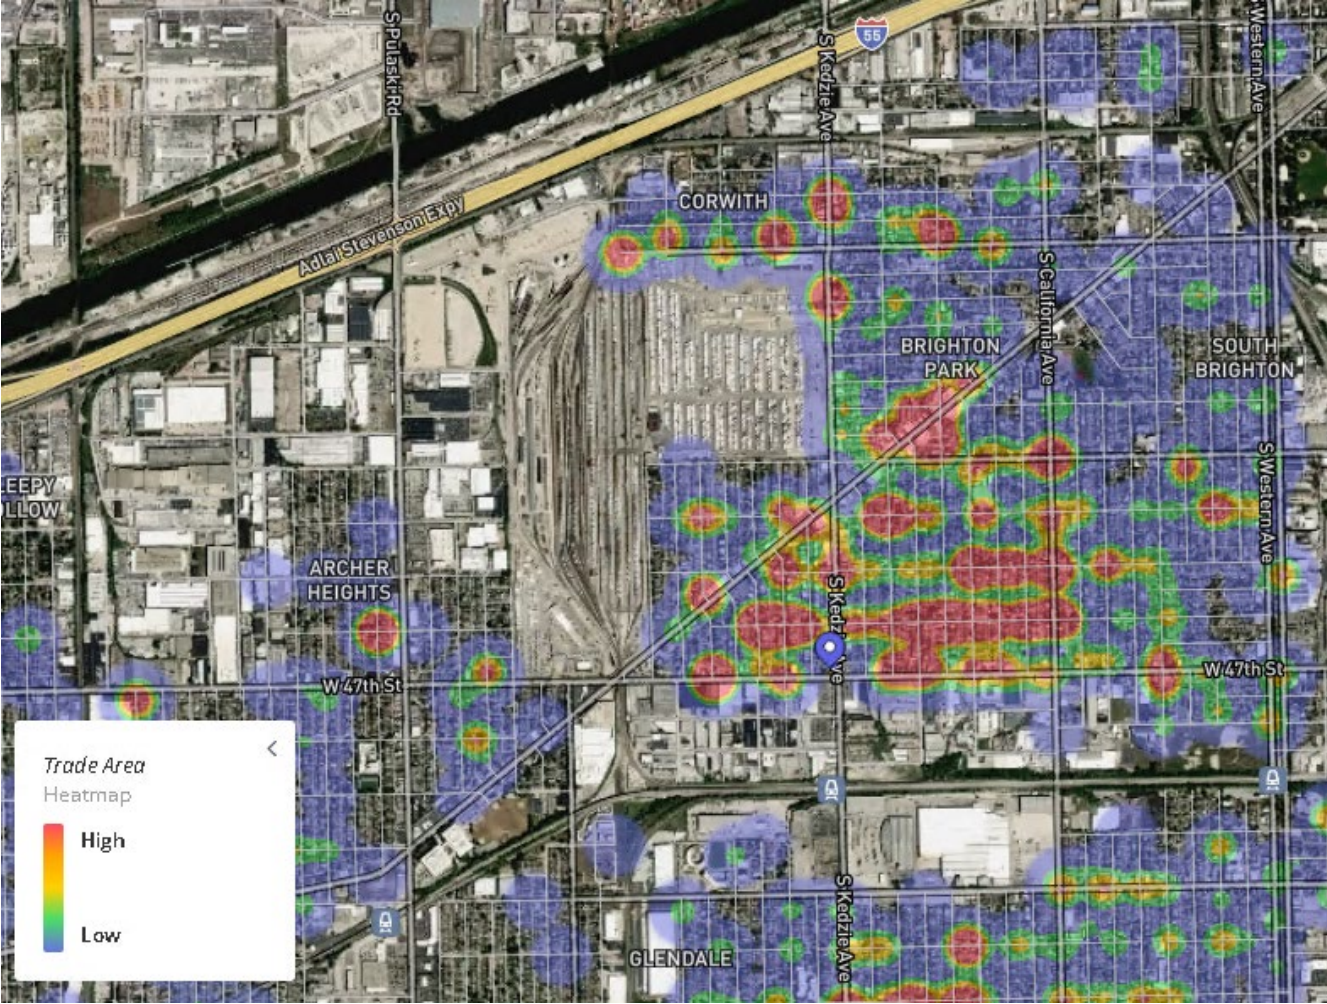 S Pulaski Rd
S Kedzie Ave
55
S Western Ave
CORWITH
Adlai Stevenson Expy
S California Ave
BRIGHTON
PARK
SOUTH
BRIGHTON
LEEPY
LLOW
S Western Ave
ARCHER
HEIGHTS
S Kedzie Ave
W 47th St
W 47th St
Trade Area
Heatmap
High
Low
S Kedzie Ave
GLENDALE